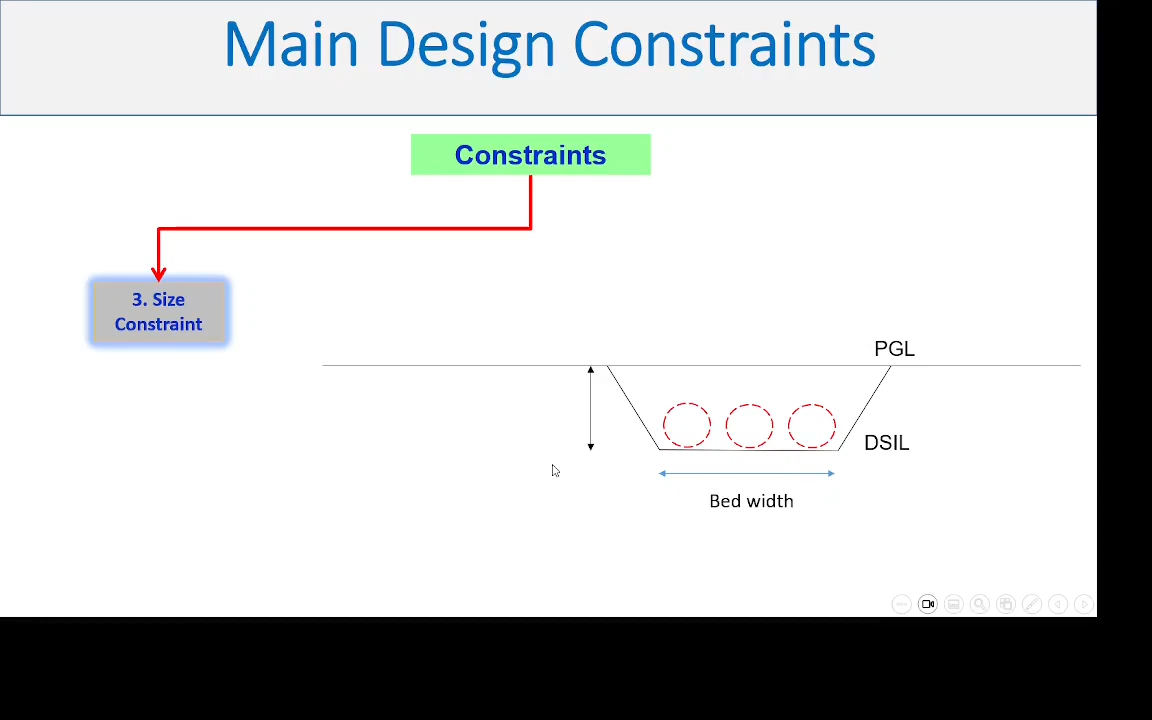 Main Design Constraints
Constraints
3. Size
Constraint
PGL
DSIL
Bed width